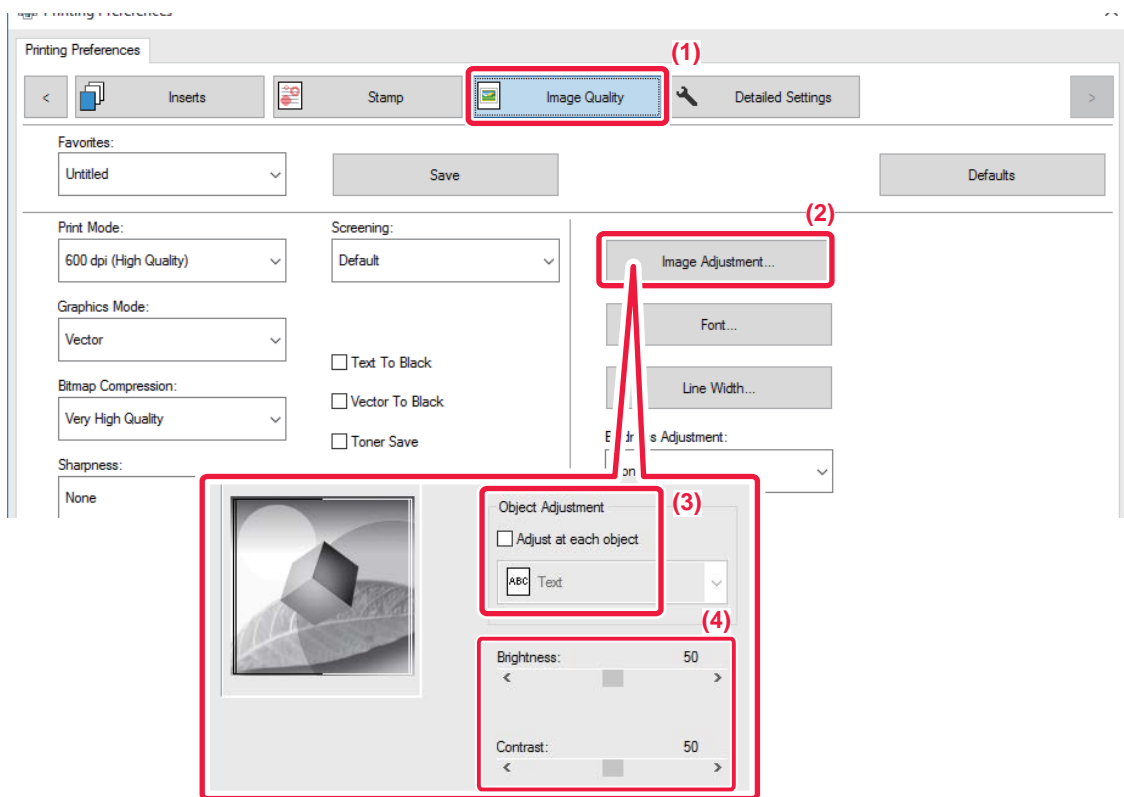 Printing Preferences
Printing Preferences
(1)
<
Inserts
Stamp
Image Quality
Detailed Settings
>
Favorites:
Untitled
Save
Defaults
(2)
Print Mode:
Screening:
600 dpi (High Quality)
Default
Image Adjustment...
Graphics Mode:
Vector
Font...
Text To Black
Bitmap Compression:
Line Width...
Vector To Black
Very High Quality
Toner Save
Adjustment:
Sharpness:
None
Object Adjustment
(3)
Adjust at each object
ABC Text
(4)
Brightness: 50
< >
Contrast: 50
< >